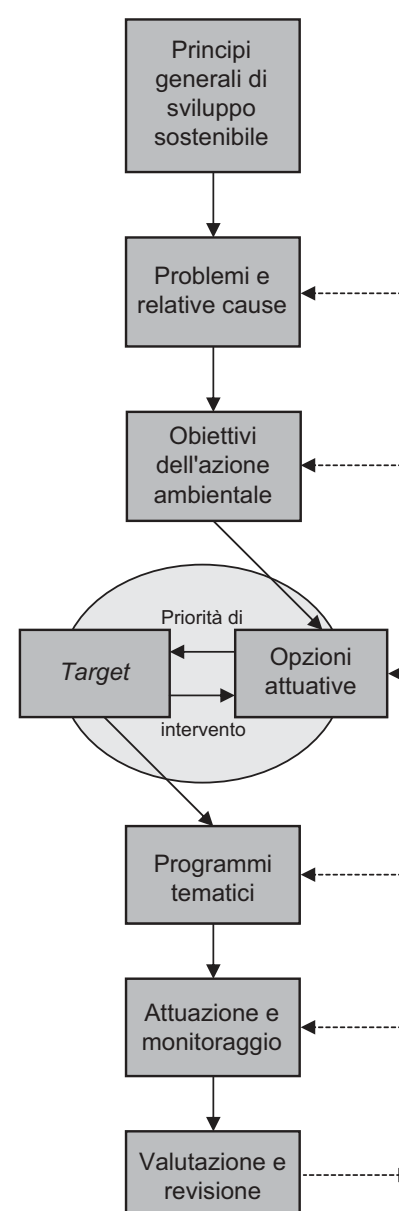 Principi
generali di
sviluppo
sostenibile
Problemi e
relative cause
Obiettivi
dell'azione
ambientale
Priorità di
Target
Opzioni
attuative
intervento
Programmi
tematici
Attuazione e
monitoraggio
Valutazione e
revisione